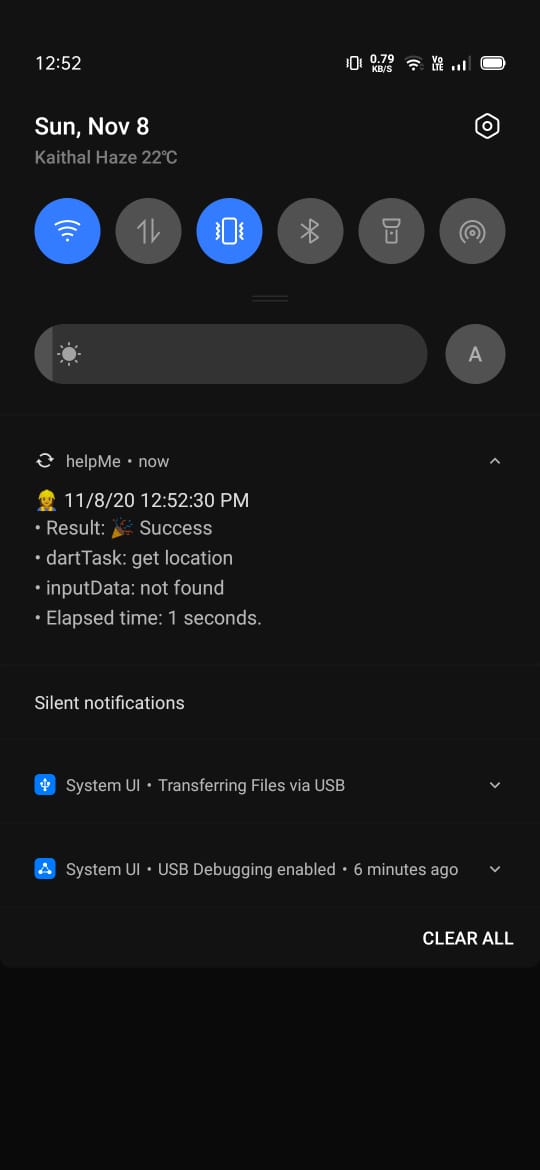 12:52
0.79
KB/S
Vo
LTE
Sun, Nov 8
Kaithal Haze 22℃
A
helpMe • now
👷 11/8/20 12:52:30 PM
• Result: 🎉 Success
• dartTask: get location
• inputData: not found
• Elapsed time: 1 seconds.
Silent notifications
System UI • Transferring Files via USB
System UI • USB Debugging enabled • 6 minutes ago
CLEAR ALL